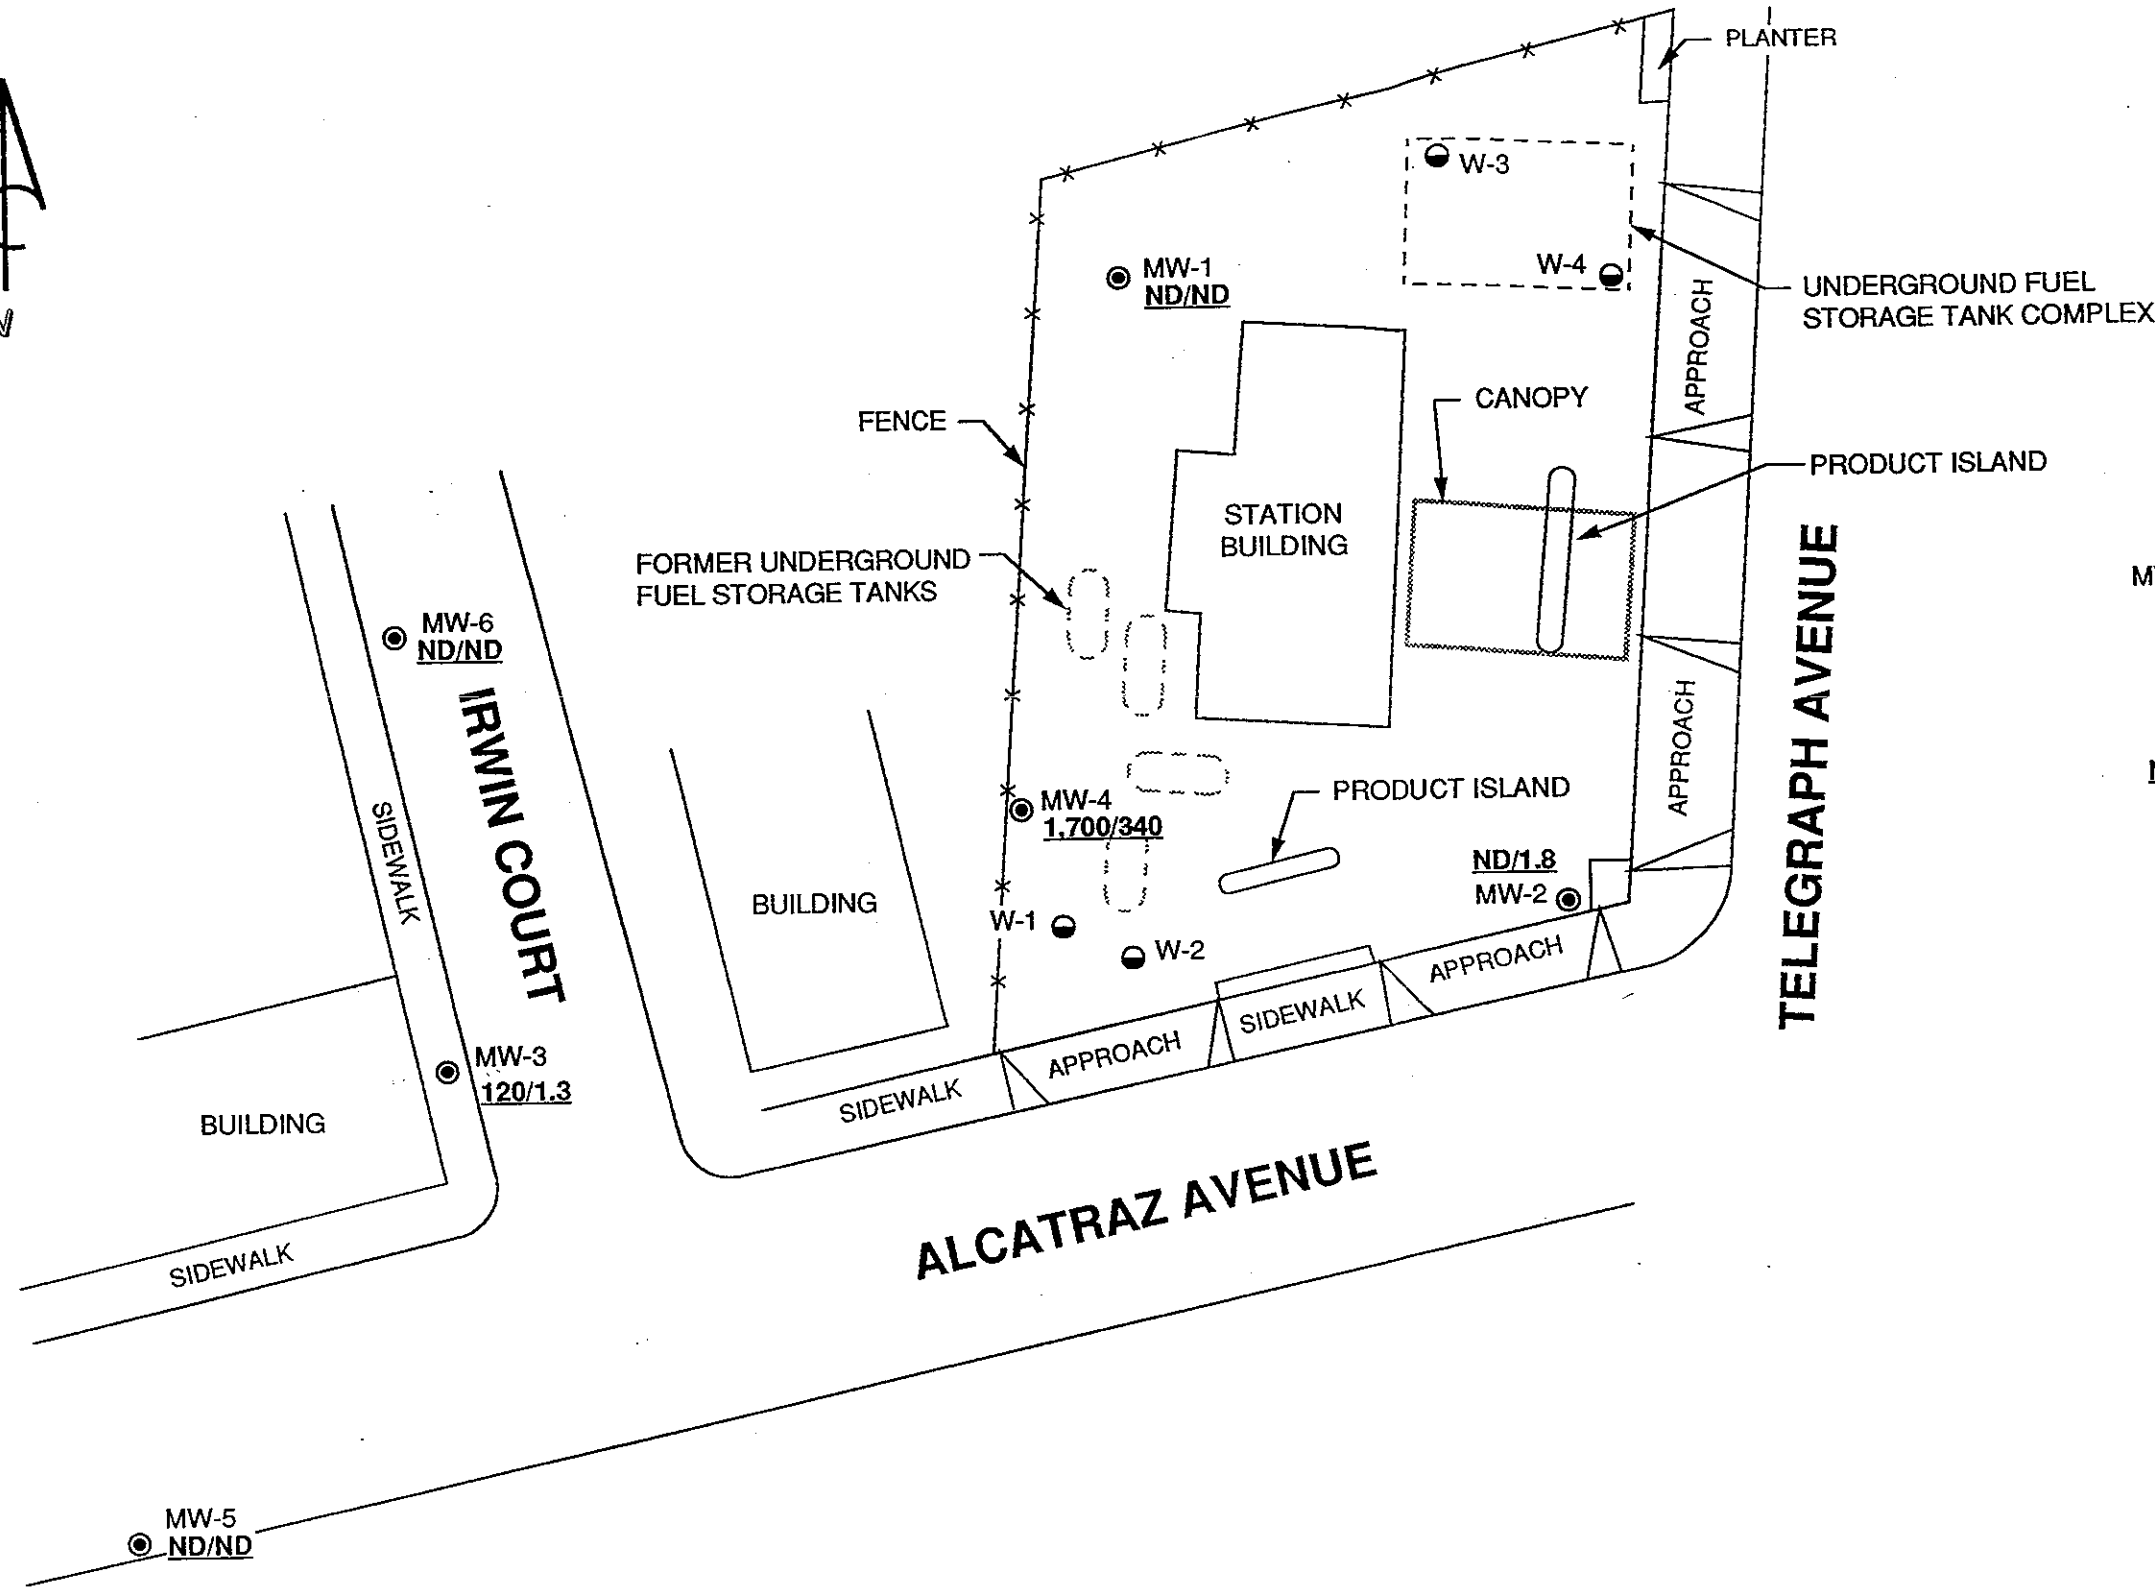 PLANTER
W-3
W-4
MW-1
ND/ND
UNDERGROUND FUEL
STORAGE TANK COMPLEX
APPROACH
CANOPY
FENCE
PRODUCT ISLAND
STATION
BUILDING
FORMER UNDERGROUND
FUEL STORAGE TANKS
TELEGRAPH AVENUE
MW-6
ND/ND
IRWIN COURT
APPROACH
SIDEWALK
MW-4
1,700/340
PRODUCT ISLAND
ND/1.8
MW-2
BUILDING
W-1
W-2
APPROACH
SIDEWALK
APPROACH
SIDEWALK
MW-3
120/1.3
BUILDING
SIDEWALK
ALCATRAZ AVENUE
MW-5
ND/ND